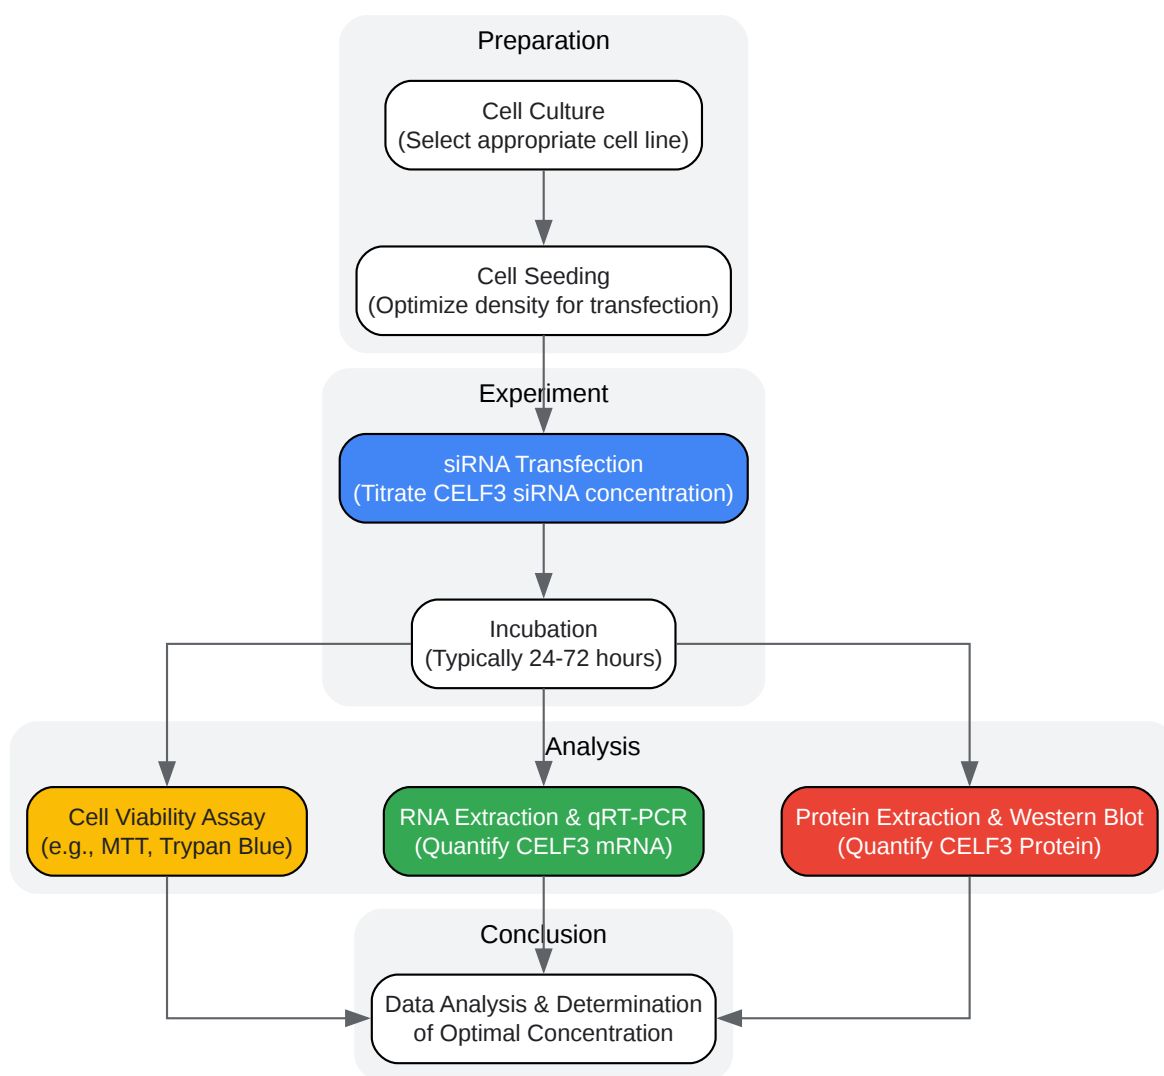 Preparation
Cell Culture
(Select appropriate cell line)
Cell Seeding
(Optimize density for transfection)
Experiment
siRNA Transfection
(Titrate CELF3 siRNA concentration)
Incubation
(Typically 24-72 hours)
Analysis
Cell Viability Assay
(e.g., MTT, Trypan Blue)
RNA Extraction & qRT-PCR
(Quantify CELF3 mRNA)
Protein Extraction & Western Blot
(Quantify CELF3 Protein)
Conclusion
Data Analysis & Determination
of Optimal Concentration